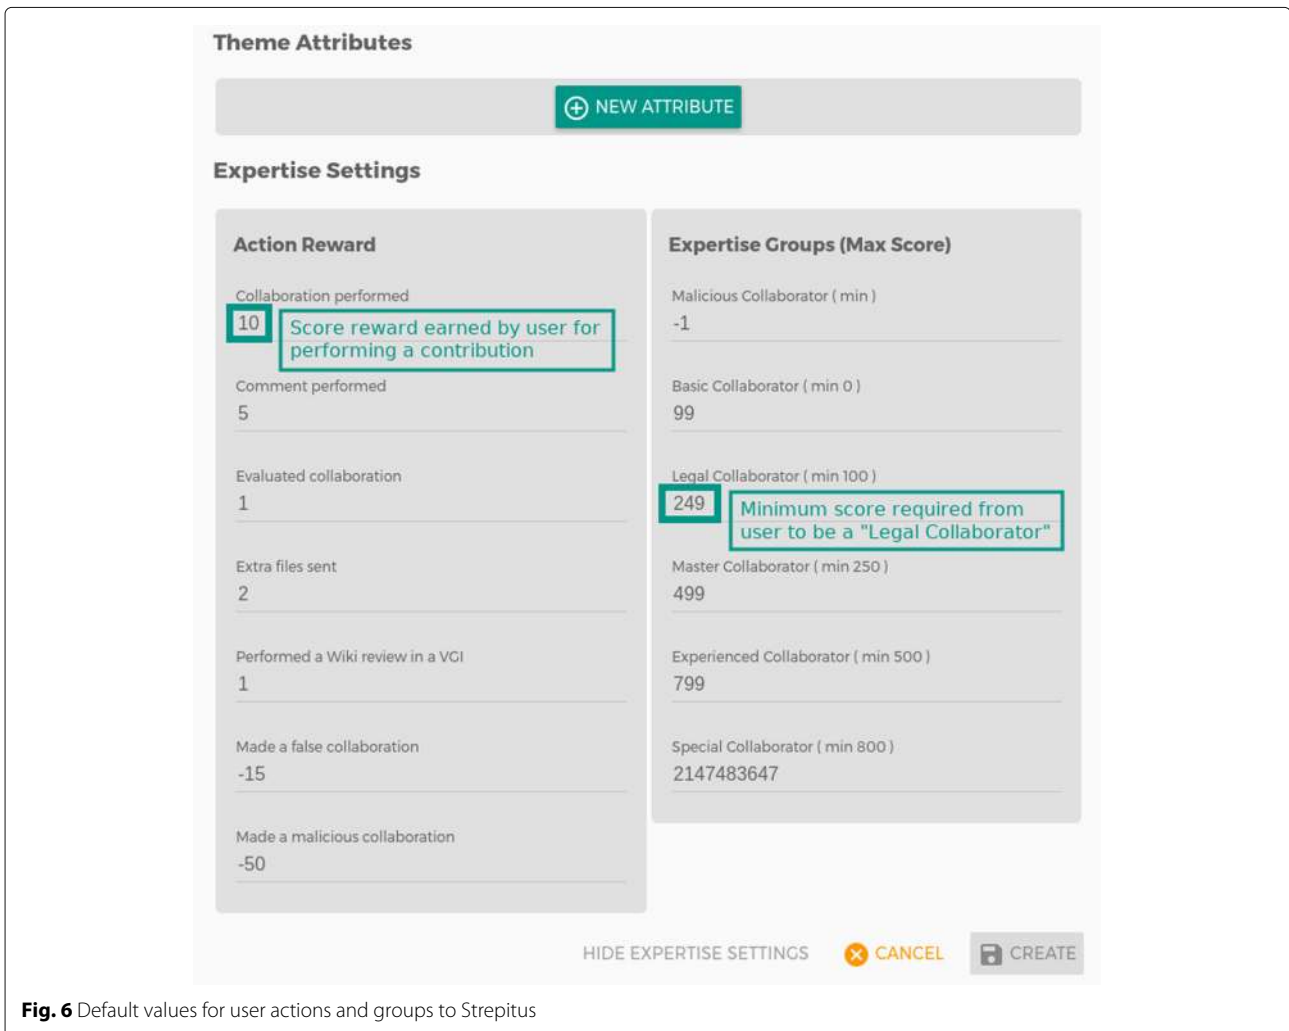 Theme Attributes
NEW ATTRIBUTE
Expertise Settings
Action Reward
Collaboration performed
10
Score reward earned by user for
performing a contribution
Comment performed
5
Evaluated collaboration
1
Extra files sent
2
Performed a Wiki review in a VGI
1
Made a false collaboration
-15
Made a malicious collaboration
-50
Expertise Groups (Max Score)
Malicious Collaborator ( min )
-1
Basic Collaborator ( min 0 )
99
Legal Collaborator ( min 100 )
249
Minimum score required from
user to be a "Legal Collaborator"
Master Collaborator ( min 250 )
499
Experienced Collaborator ( min 500 )
799
Special Collaborator ( min 800 )
2147483647
HIDE EXPERTISE SETTINGS
CANCEL
CREATE
Fig. 6 Default values for user actions and groups to Strepitus